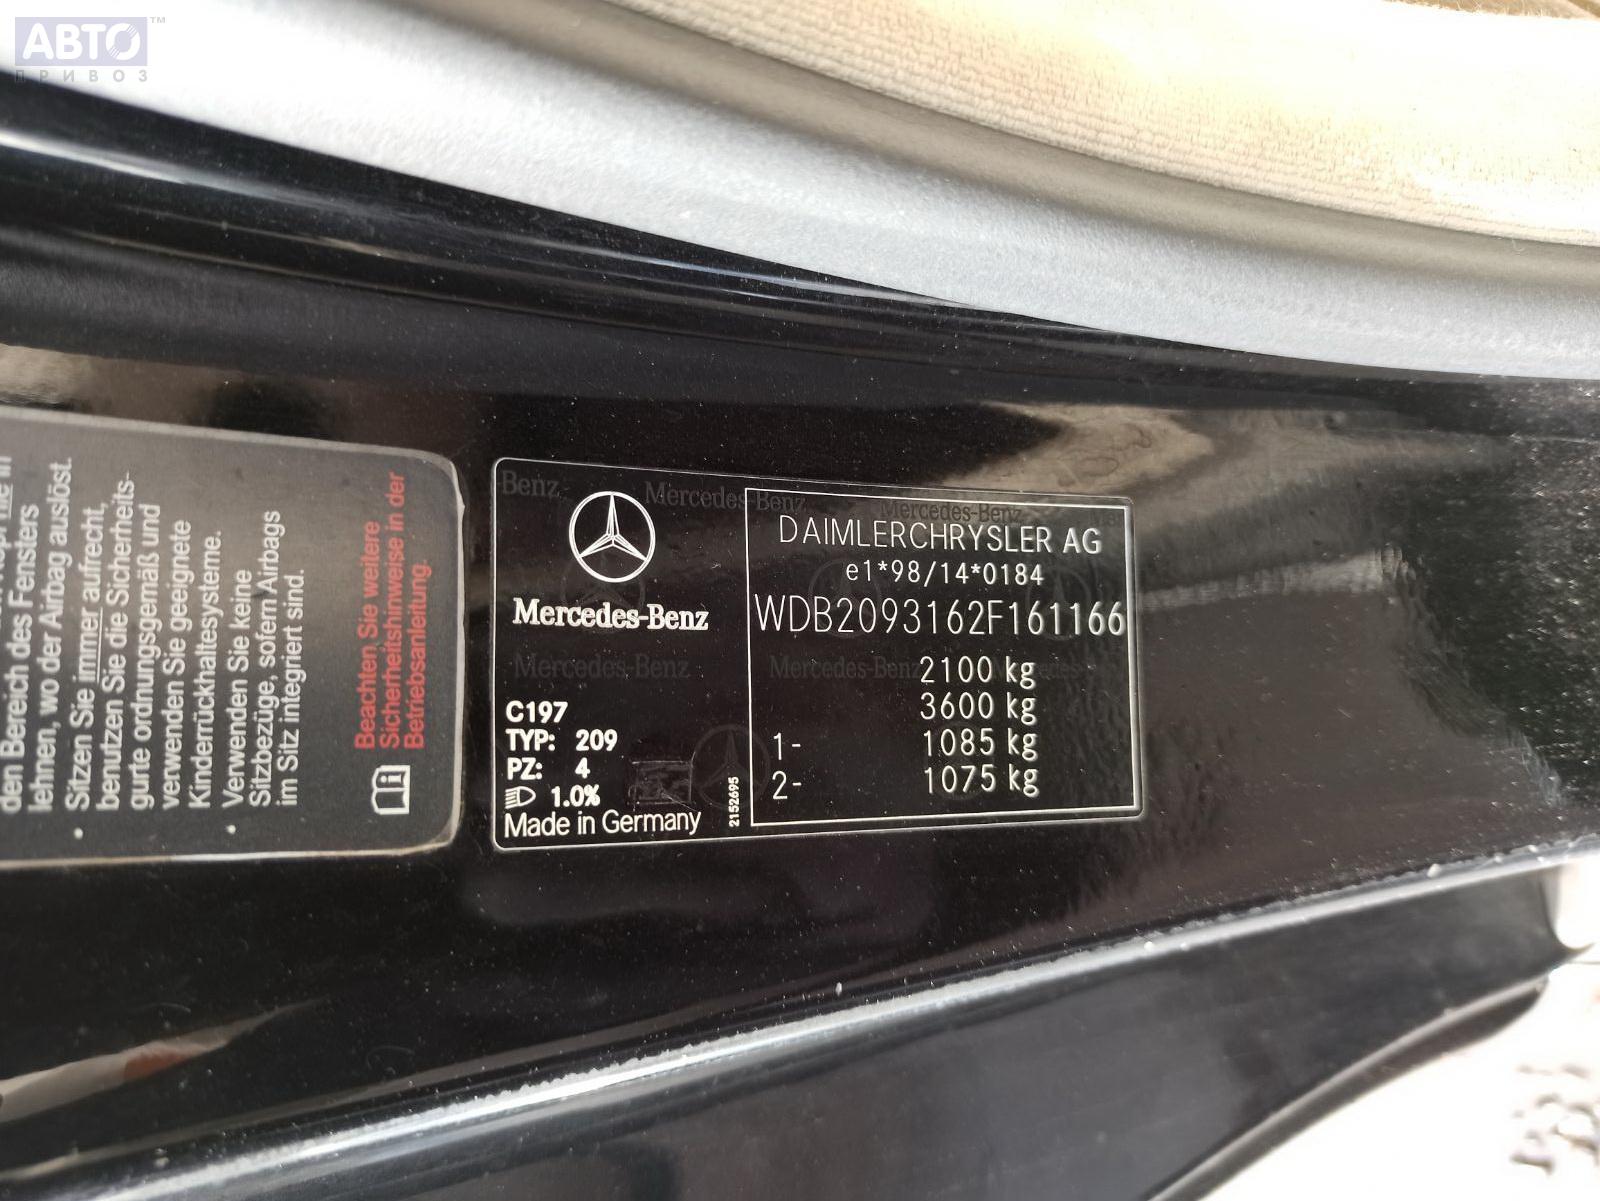 АВТО™
ПРИВОЗ
den Bereich des Fensters
lehnen, wo der Airbag auslöst.
Sitzen Sie immer aufrecht,
benutzen Sie die Sicherheits-
gurte ordnungsgemäß und
verwenden Sie geeignete
Kinderrückhaltesysteme.
Verwenden Sie keine
Sitzbezüge, sofern Airbags
im Sitz integriert sind.
Beachten Sie weitere
Sicherheitshinweise in der
Betriebsanleitung.
Mercedes-Benz
C197
TYP: 209
PZ: 4
1.0%
Made in Germany
2152695
DAIMLERCHRYSLER AG
e1*98/14*0184
WDB2093162F161166
2100 kg
3600 kg
1- 1085 kg
2- 1075 kg